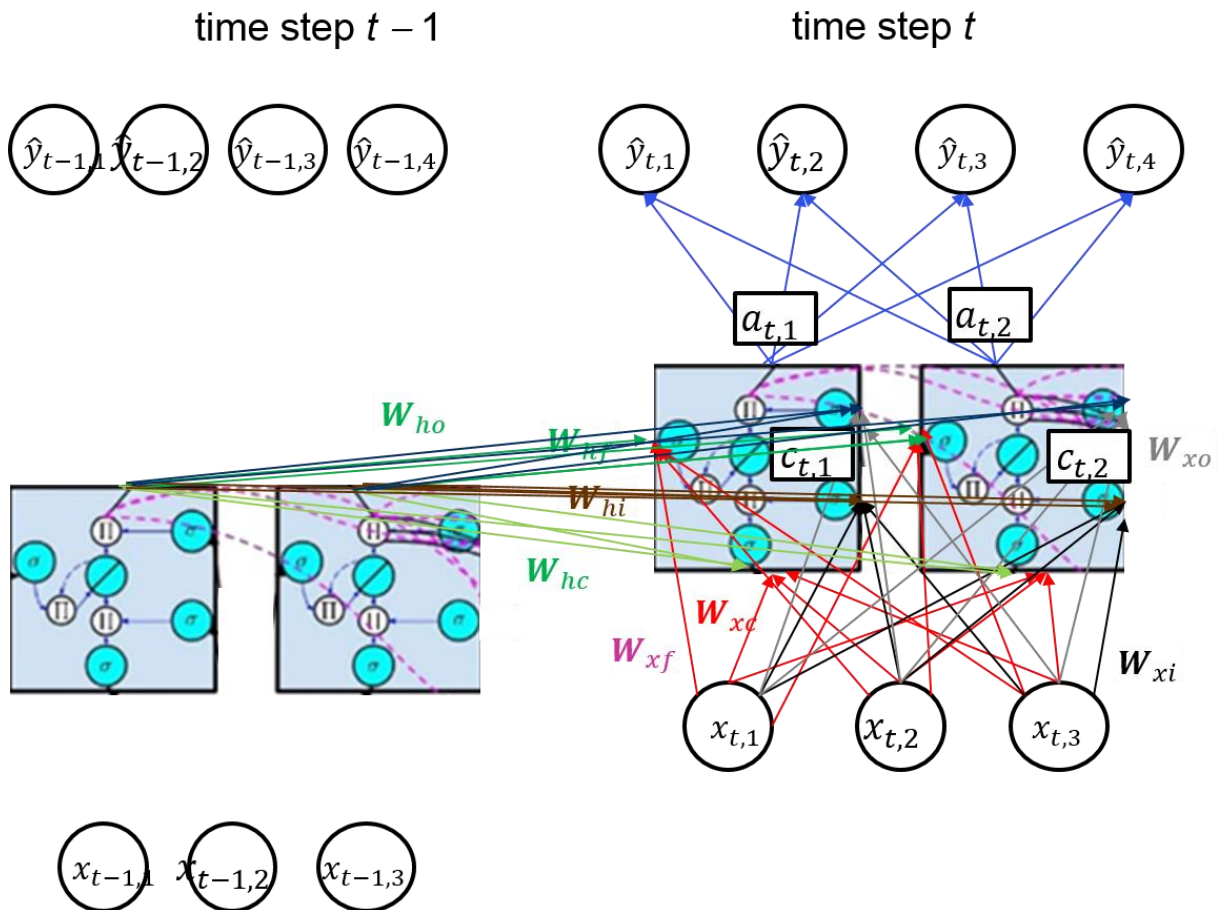 time step t − 1
time step t
ŷt−1,1
ŷt−1,2
ŷt−1,3
ŷt−1,4
ŷt,1
ŷt,2
ŷt,3
ŷt,4
at,1
at,2
Who
Whf
Whi
Whc
ct,1
ct,2
Wxo
Wxc
Wxf
Wxi
Π
σ
Π
σ
Π
σ
Π
σ
xt,1
xt,2
xt,3
xt−1,1
xt−1,2
xt−1,3